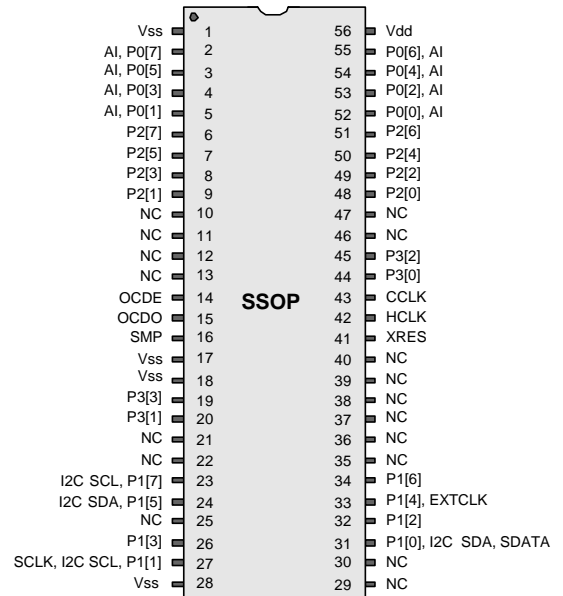 Vss 1 56 Vdd
AI, P0[7] 2 55 P0[6], AI
AI, P0[5] 3 54 P0[4], AI
AI, P0[3] 4 53 P0[2], AI
AI, P0[1] 5 52 P0[0], AI
P2[7] 6 51 P2[6]
P2[5] 7 50 P2[4]
P2[3] 8 49 P2[2]
P2[1] 9 48 P2[0]
NC 10 47 NC
NC 11 46 NC
NC 12 45 P3[2]
NC 13 44 P3[0]
OCDE 14 SSOP 43 CCLK
OCDO 15 42 HCLK
SMP 16 41 XRES
Vss 17 40 NC
Vss 18 39 NC
P3[3] 19 38 NC
P3[1] 20 37 NC
NC 21 36 NC
NC 22 35 NC
I2C SCL, P1[7] 23 34 P1[6]
I2C SDA, P1[5] 24 33 P1[4], EXTCLK
NC 25 32 P1[2]
P1[3] 26 31 P1[0], I2C SDA, SDATA
SCLK, I2C SCL, P1[1] 27 30 NC
Vss 28 29 NC